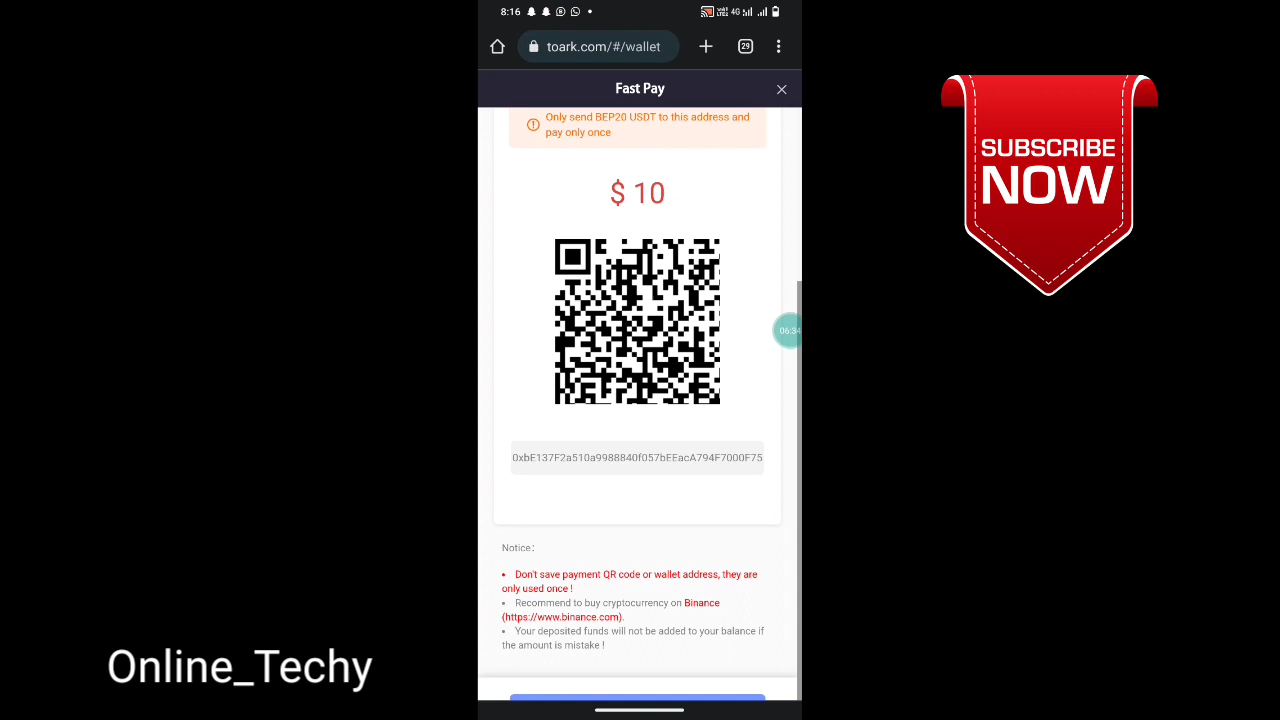 8:16
4G
toark.com/#/wallet
29
Fast Pay
Only send BEP20 USDT to this address and
pay only once
$ 10
06:34
0xbE137F2a510a9988840f057bEEacA794F7000F75
Notice：
• Don't save payment QR code or wallet address, they are
only used once !
• Recommend to buy cryptocurrency on Binance
(https://www.binance.com).
• Your deposited funds will not be added to your balance if
the amount is mistake !
SUBSCRIBE
NOW
Online_Techy